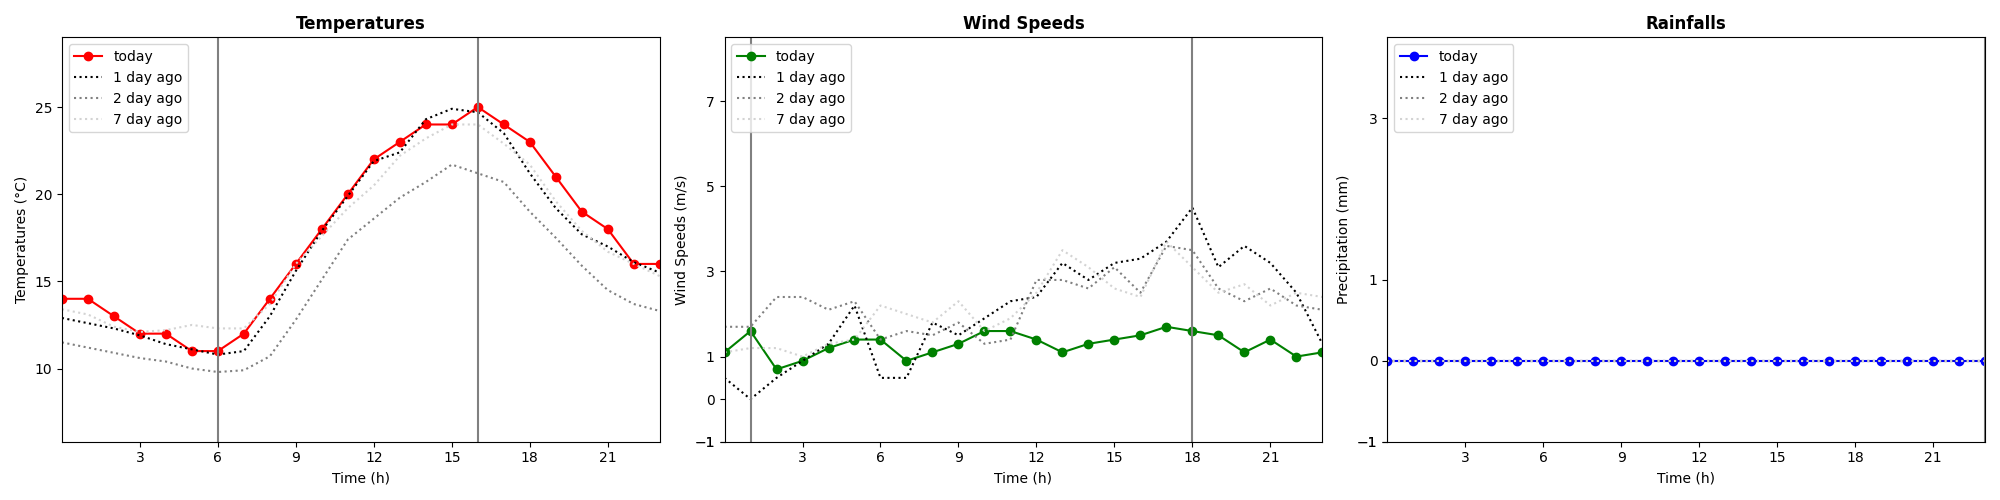 Temperatures
today
1 day ago
2 day ago
7 day ago
25
20
15
10
Temperatures (°C)
3 6 9 12 15 18 21
Time (h)
Wind Speeds
today
1 day ago
2 day ago
7 day ago
7
5
3
1
0
−1
Wind Speeds (m/s)
3 6 9 12 15 18 21
Time (h)
Rainfalls
today
1 day ago
2 day ago
7 day ago
3
1
0
−1
Precipitation (mm)
3 6 9 12 15 18 21
Time (h)